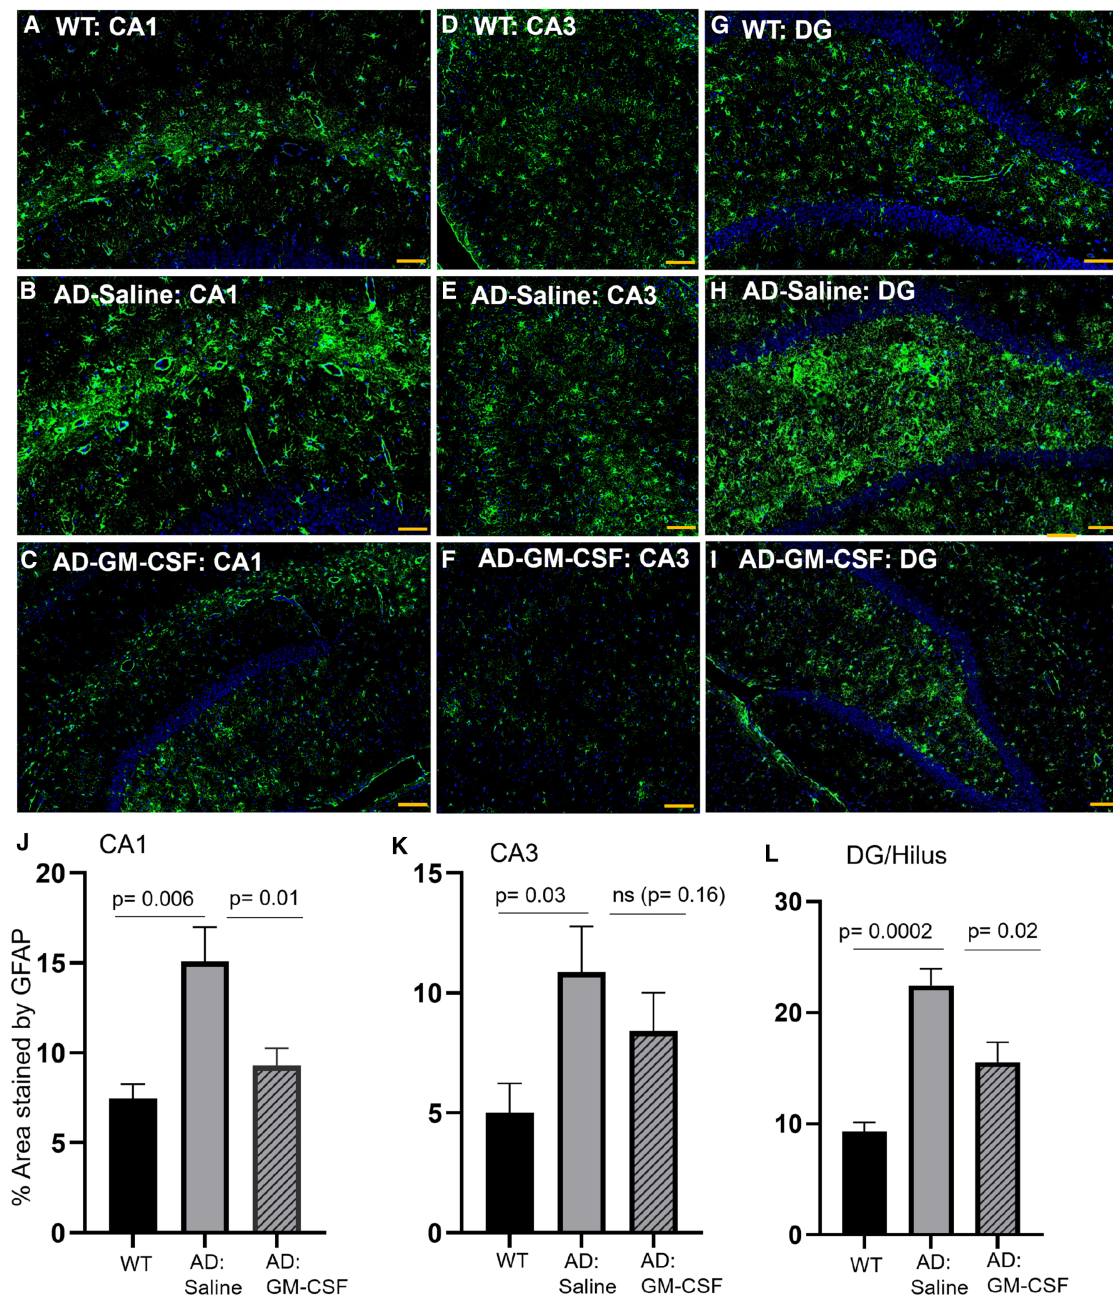 A WT: CA1
D WT: CA3
G WT: DG
B AD-Saline: CA1
E AD-Saline: CA3
H AD-Saline: DG
C AD-GM-CSF: CA1
F AD-GM-CSF: CA3
I AD-GM-CSF: DG
J CA1
% Area stained by GFAP
20
15
10
5
0
p= 0.006
p= 0.01
WT
AD:
Saline
AD:
GM-CSF
K CA3
15
10
5
0
p= 0.03
ns (p= 0.16)
WT
AD:
Saline
AD:
GM-CSF
L DG/Hilus
30
20
10
0
p= 0.0002
p= 0.02
WT
AD:
Saline
AD:
GM-CSF